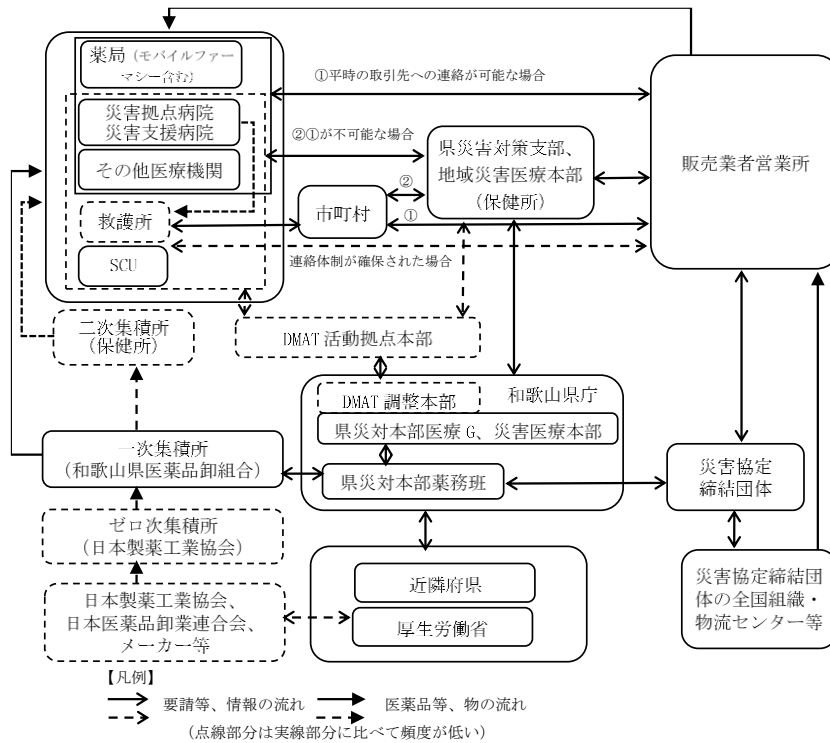 薬局（モバイルファー
マシー含む）
災害拠点病院
災害支援病院
その他医療機関
救護所
SCU
①平時の取引先への連絡が可能な場合
②①が不可能な場合
県災害対策支部、
地域災害医療本部
（保健所）
販売業者営業所
②
市町村
①
連絡体制が確保された場合
二次集積所
（保健所）
DMAT 活動拠点本部
和歌山県庁
DMAT 調整本部
県災対本部医療 G、災害医療本部
県災対本部薬務班
一次集積所
（和歌山県医薬品卸組合）
災害協定
締結団体
ゼロ次集積所
（日本製薬工業協会）
近隣府県
厚生労働省
災害協定締結団
体の全国組織・
物流センター等
日本製薬工業協会、
日本医薬品卸業連合会、
メーカー等
【凡例】
要請等、情報の流れ
医薬品等、物の流れ
（点線部分は実線部分に比べて頻度が低い）